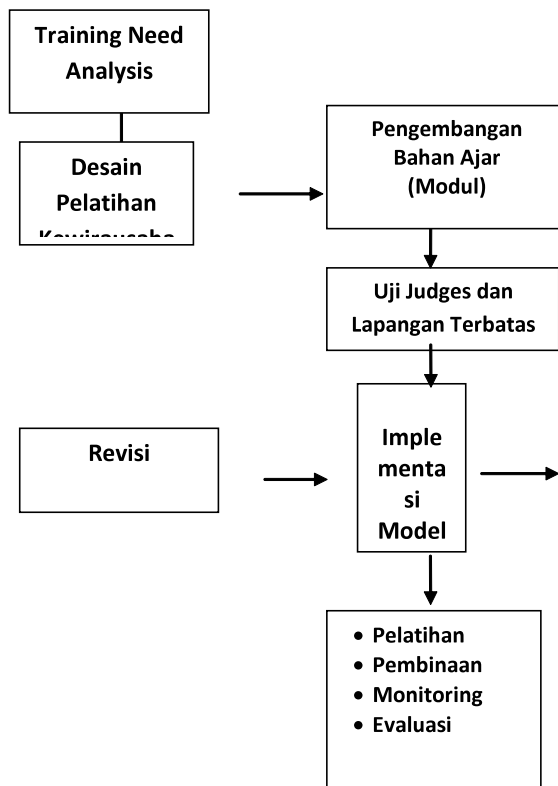 Training Need
Analysis
Desain
Pelatihan
Pengembangan
Bahan Ajar
(Modul)
Uji Judges dan
Lapangan Terbatas
Revisi
Imple
menta
si
Model
• Pelatihan
• Pembinaan
• Monitoring
• Evaluasi